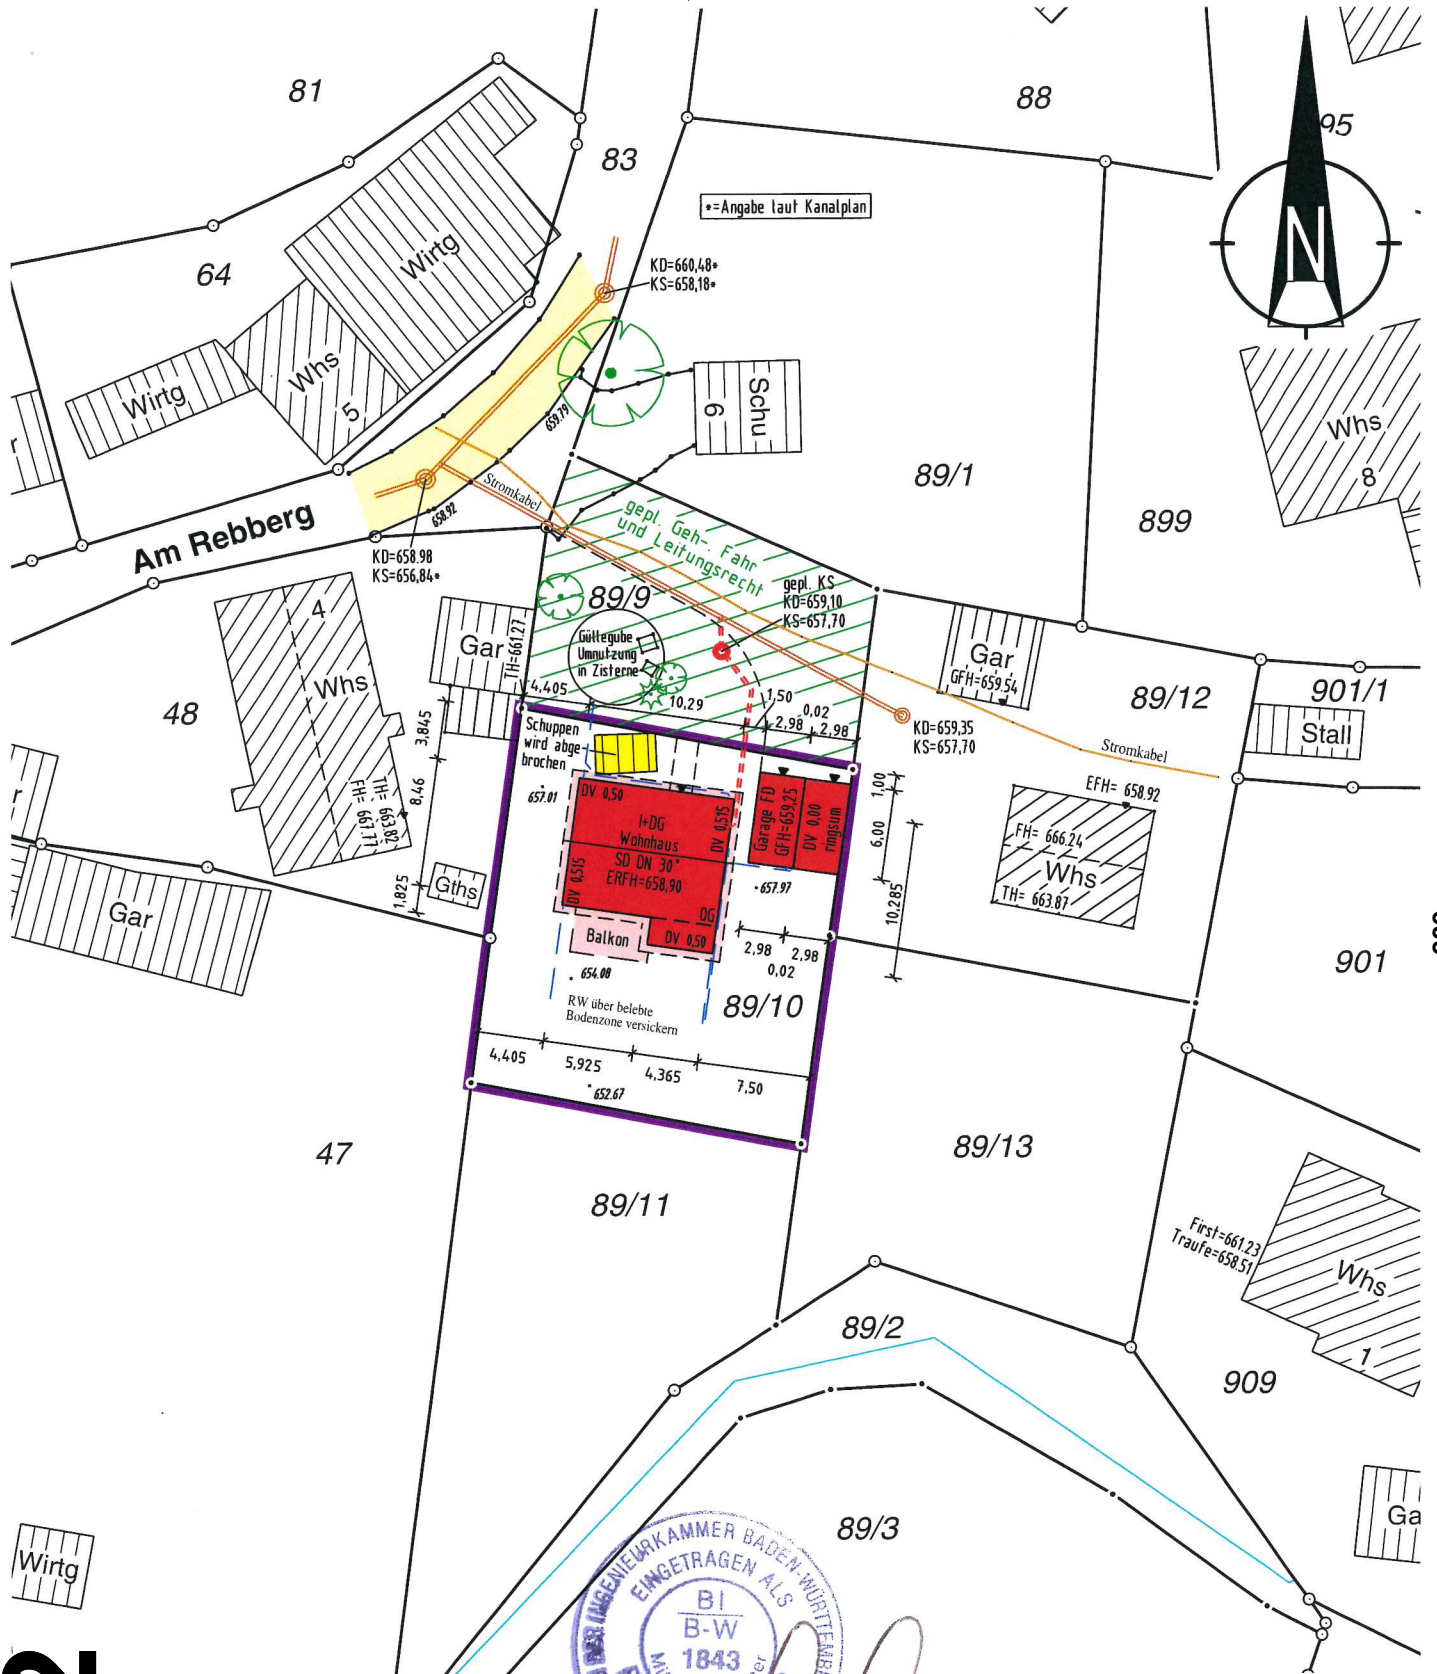 81
88
95
83
*=Angabe laut Kanalplan
Wirtg
64
N
KD=660,48*
KS=658,18*
Whs
5
Wirtg
659.79
Schu
6
Whs
8
89/1
899
Stromkabel
658.92
Am Rebberg
gepl. Geh-, Fahr
und Leitungsrecht
KD=658.98
KS=656,84*
gepl. KS
KD=659,10
KS=657,70
89/9
4
Whs
Gar
TH=661.27
Güllegube
Umnutzung
in Zisterne
Gar
GFH=659.54
89/12
901/1
Stall
48
4,405
10,29
1,50
0,02
2,98
2,98
KD=659,35
KS=657,70
Stromkabel
3,845
Schuppen
wird abge-
brochen
TH= 663.82
FH= 667.77
8,46
657.01
DV 0,50
I+DG
Wohnhaus
SD DN 30°
ERFH=658,90
DV 0,515
DV 0,515
DG
DV 0,50
Balkon
Garage FD
GFH=659,25
DV 0,00
ringsum
1,00
6,00
10,285
EFH= 658.92
FH= 666.24
Whs
TH= 663.87
657.97
1,825
Gths
Gar
2,98
2,98
0,02
654.08
RW über belebte
Bodenzone versickern
89/10
901
4,405
5,925
4,365
7,50
652.67
47
89/13
89/11
First=661.23
Traufe=658.51
Whs
1
89/2
909
89/3
Ga
Wirtg
DER INGENIEURKAMMER BADEN-WÜRTTEMBE
EINGETRAGEN ALS
BI
B-W
1843